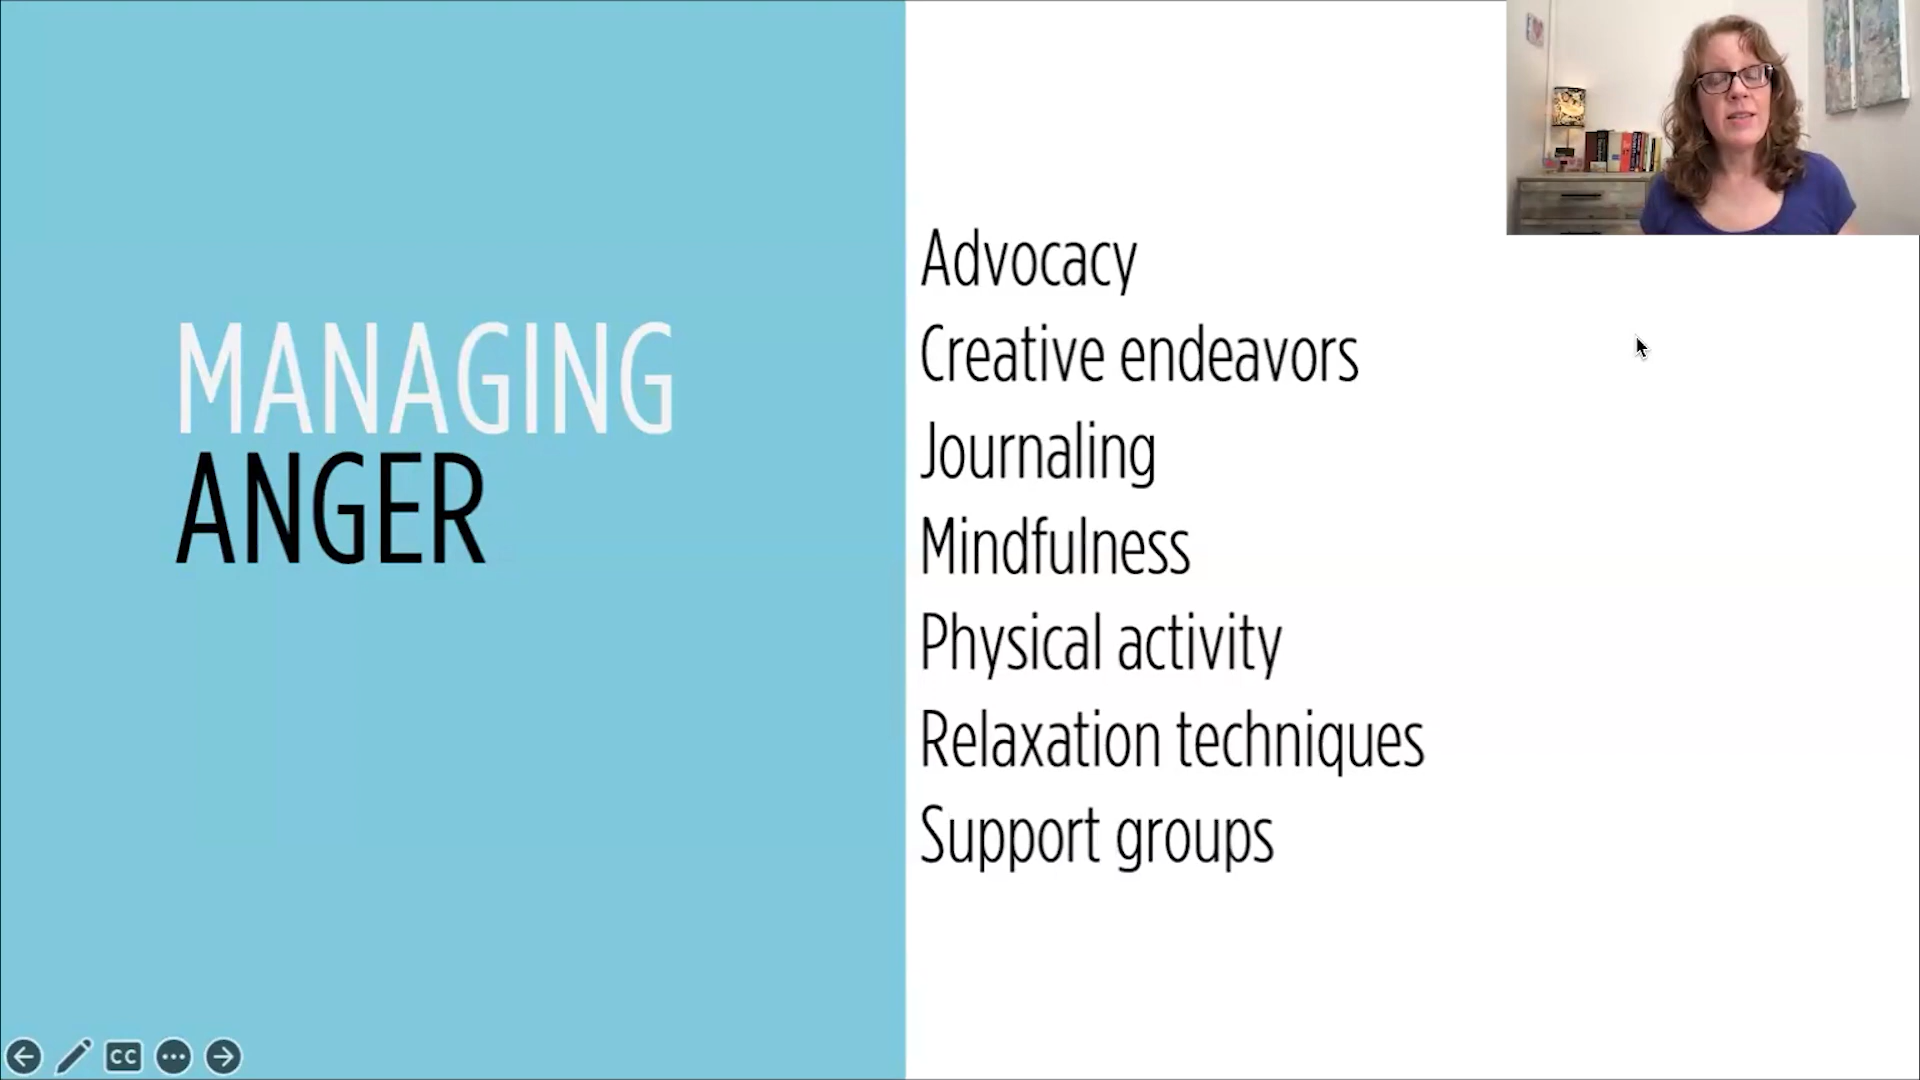 MANAGING
ANGER
Advocacy
Creative endeavors
Journaling
Mindfulness
Physical activity
Relaxation techniques
Support groups
CC